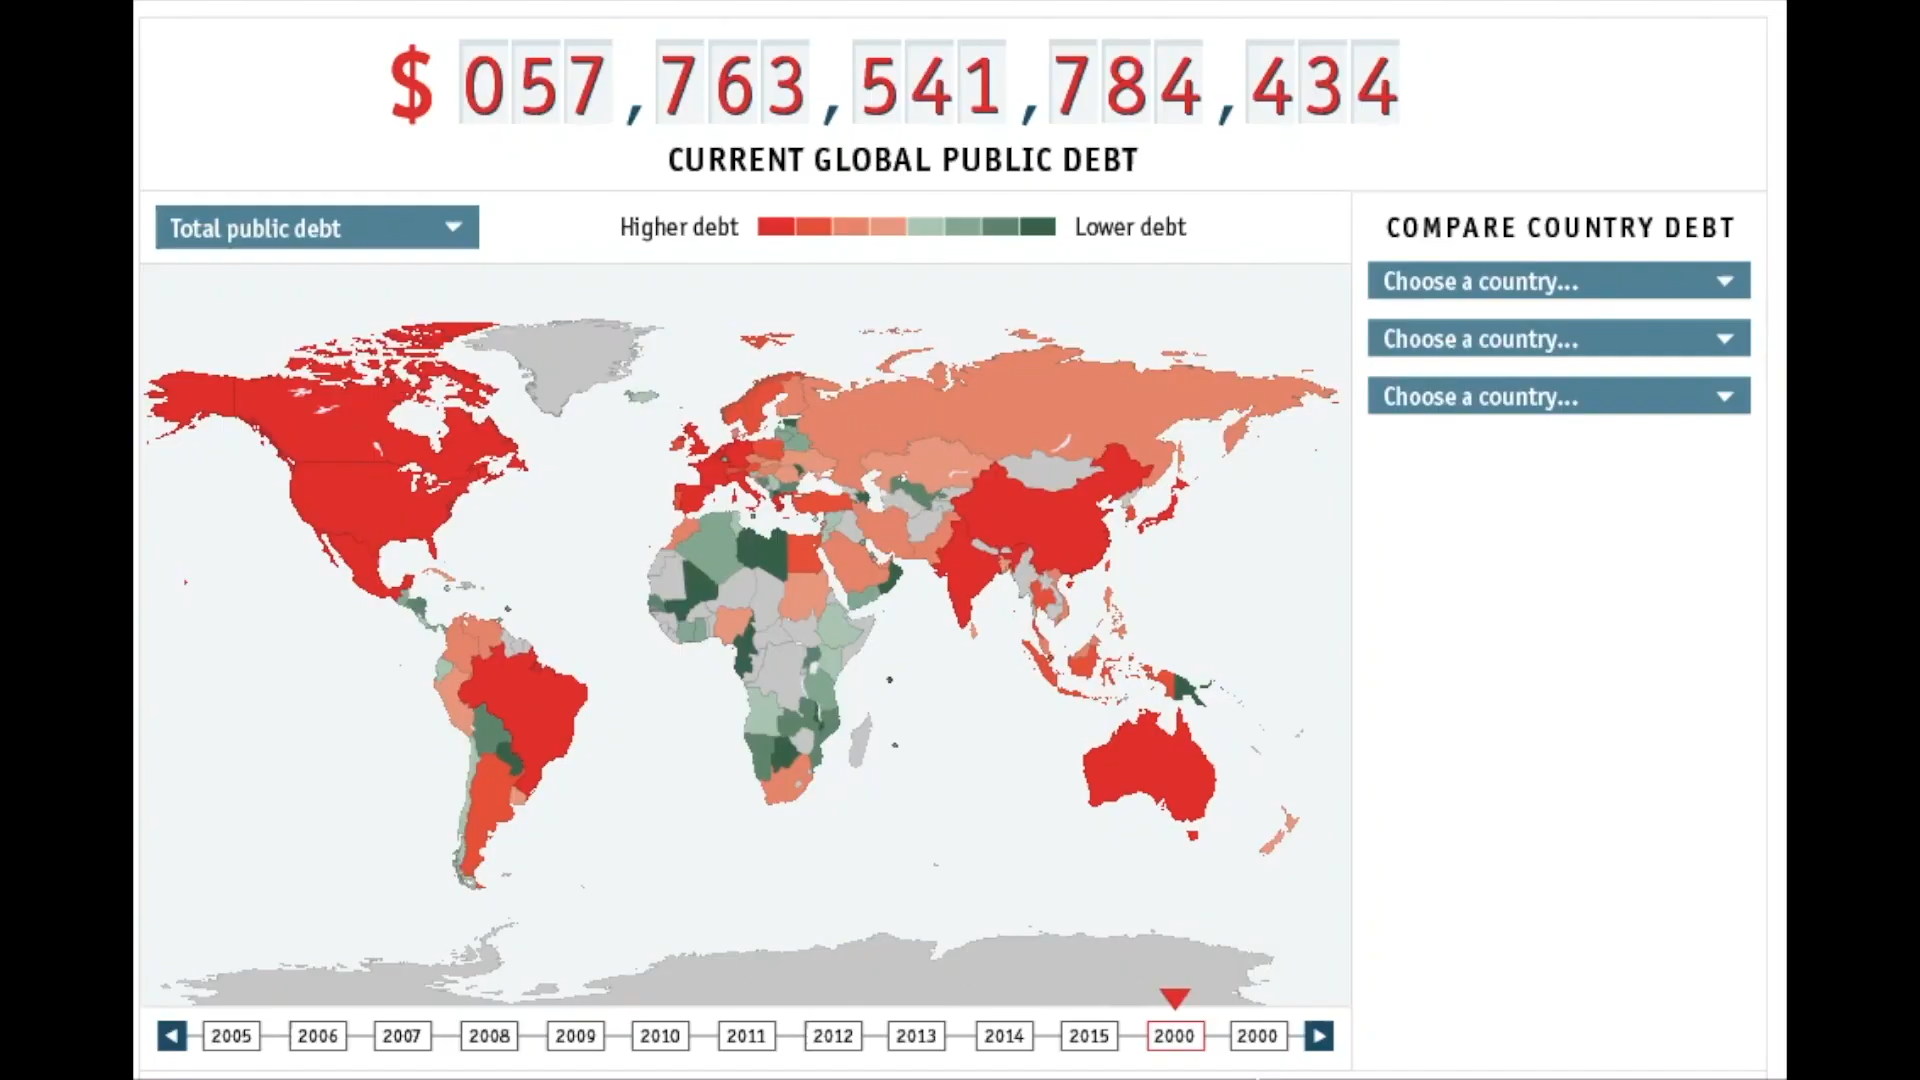 $ 057,763,541,784,434
CURRENT GLOBAL PUBLIC DEBT
Total public debt
Higher debt
Lower debt
COMPARE COUNTRY DEBT
Choose a country...
Choose a country...
Choose a country...
2005 2006 2007 2008 2009 2010 2011 2012 2013 2014 2015 2000 2000